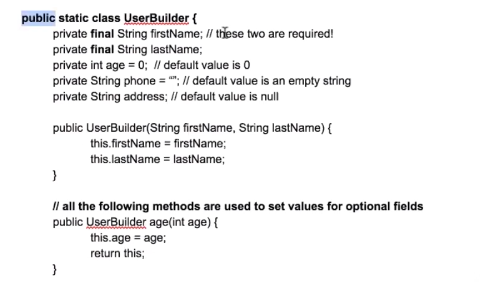 public static class UserBuilder {
private final String firstName; // these two are required!
private final String lastName;
private int age = 0;  // default value is 0
private String phone = “”; // default value is an empty string
private String address; // default value is null
public UserBuilder(String firstName, String lastName) {
this.firstName = firstName;
this.lastName = lastName;
}
// all the following methods are used to set values for optional fields
public UserBuilder age(int age) {
this.age = age;
return this;
}